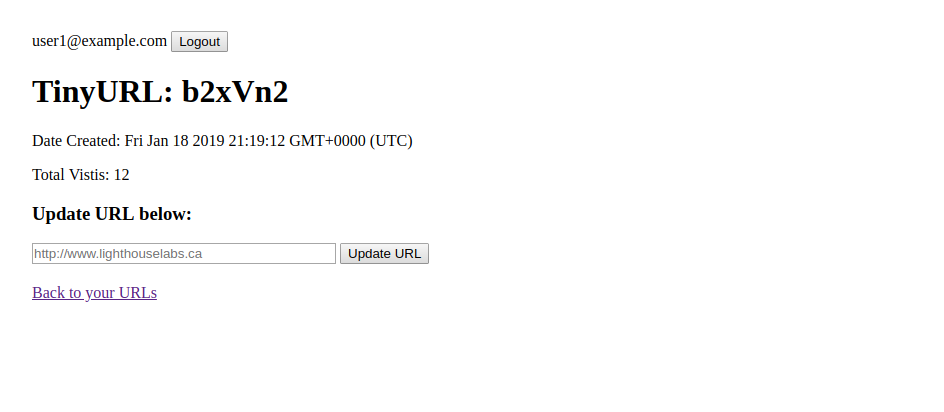 user1@example.com Logout
TinyURL: b2xVn2
Date Created: Fri Jan 18 2019 21:19:12 GMT+0000 (UTC)
Total Vistis: 12
Update URL below:
http://www.lighthouselabs.ca Update URL
Back to your URLs